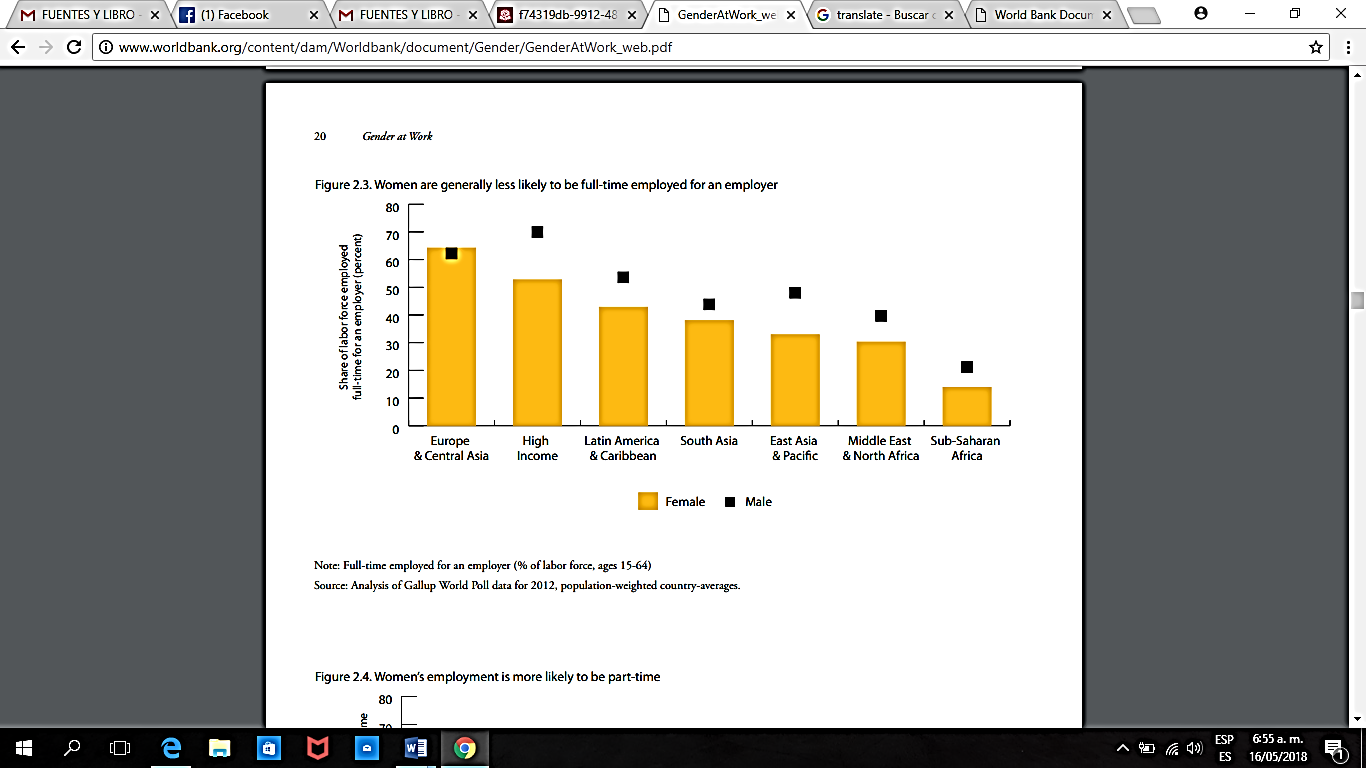 FUENTES Y LIBRO -
(1) Facebook
FUENTES Y LIBRO -
f74319db-9912-48
GenderAtWork_we
translate - Buscar
World Bank Docum
www.worldbank.org/content/dam/Worldbank/document/Gender/GenderAtWork_web.pdf
20 Gender at Work
Figure 2.3. Women are generally less likely to be full-time employed for an employer
Share of labor force employed
full-time for an employer (percent)
80
70
60
50
40
30
20
10
0
Europe
& Central Asia
High
Income
Latin America
& Caribbean
South Asia
East Asia
& Pacific
Middle East
& North Africa
Sub-Saharan
Africa
Female
Male
Note: Full-time employed for an employer (% of labor force, ages 15-64)
Source: Analysis of Gallup World Poll data for 2012, population-weighted country-averages.
Figure 2.4. Women's employment is more likely to be part-time
80
70
me
ESP
ES
6:55 a. m.
16/05/2018
1